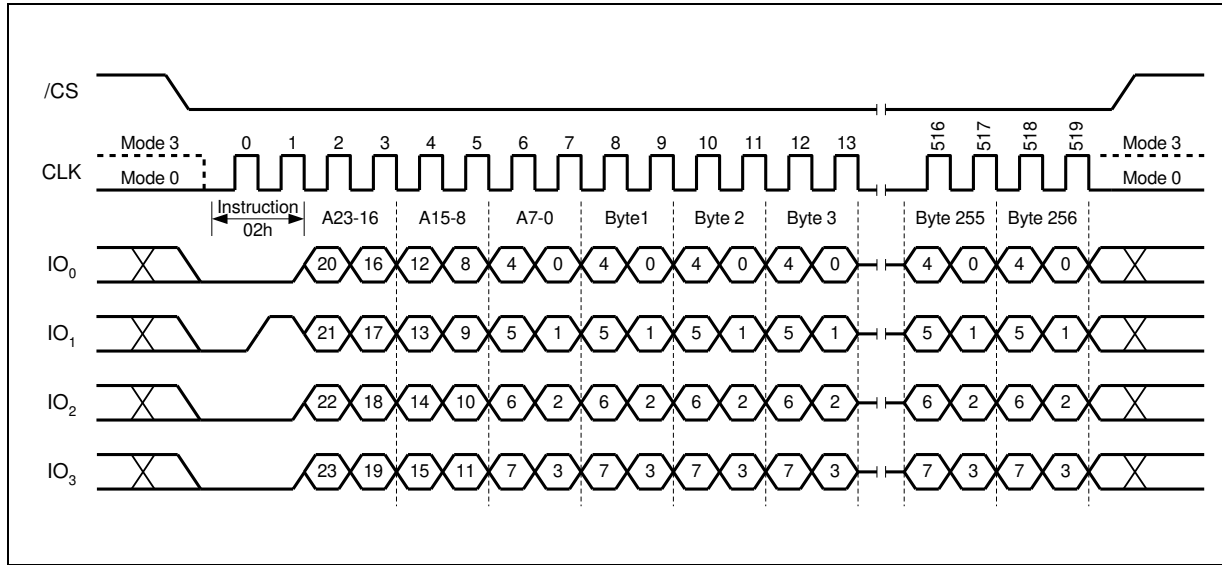 /CS
0 1 2 3 4 5 6 7 8 9 10 11 12 13 516 517 518 519
Mode 3 Mode 3
CLK
Mode 0 Mode 0
Instruction
02h
A23-16 A15-8 A7-0 Byte1 Byte 2 Byte 3 Byte 255 Byte 256
IO0 20 16 12 8 4 0 4 0 4 0 4 0 4 0 4 0
IO1 21 17 13 9 5 1 5 1 5 1 5 1 5 1 5 1
IO2 22 18 14 10 6 2 6 2 6 2 6 2 6 2 6 2
IO3 23 19 15 11 7 3 7 3 7 3 7 3 7 3 7 3